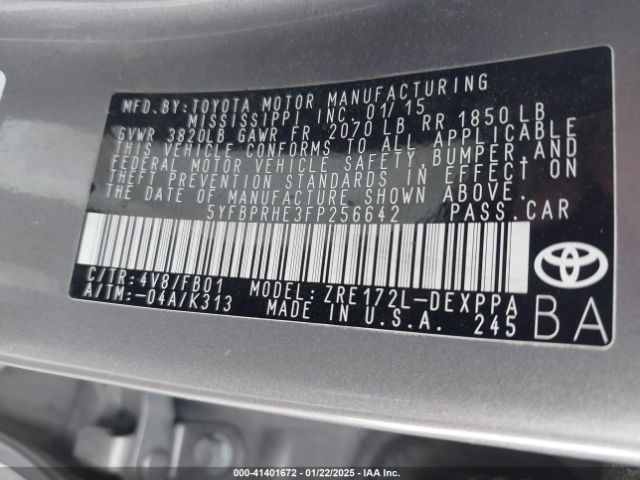 MFD.BY:TOYOTA MOTOR MANUFACTURING
MISSISSIPPI INC.01/15
GVWR 3820LB GAWR FR 2070 LB RR 1850 LB
THIS VEHICLE CONFORMS TO ALL APPLICABLE
FEDERAL MOTOR VEHICLE SAFETY,BUMPER,AND
THEFT PREVENTION STANDARDS IN EFFECT ON
THE DATE OF MANUFACTURE SHOWN ABOVE.
5YFBPRHE3FP256642 PASS.CAR
C/TR:4V8/FB01 MODEL:ZRE172L-DEXPPA
A/TM:-04A/K313 MADE IN U.S.A. 245
BA
000-41401672 - 01/22/2025 - IAA Inc.